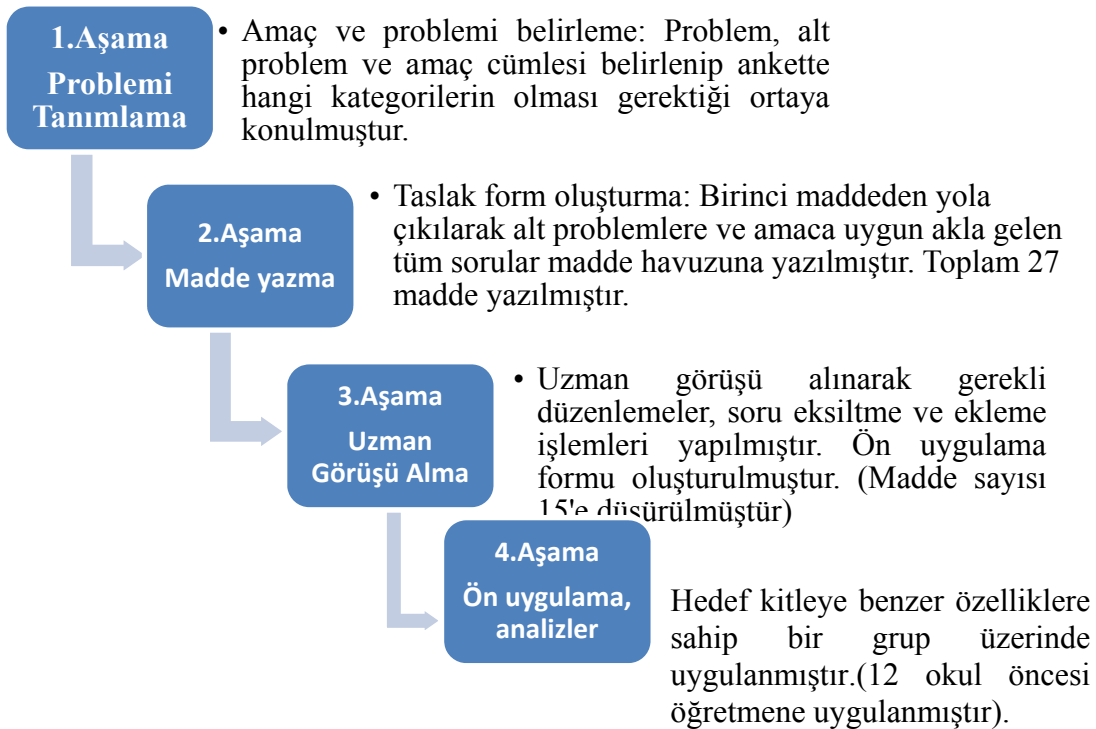 1.Aşama
Problemi
Tanımlama
• Amaç ve problemi belirleme: Problem, alt
problem ve amaç cümlesi belirlenip ankette
hangi kategorilerin olması gerektiği ortaya
konulmuştur.
2.Aşama
Madde yazma
• Taslak form oluşturma: Birinci maddeden yola
çıkılarak alt problemlere ve amaca uygun akla gelen
tüm sorular madde havuzuna yazılmıştır. Toplam 27
madde yazılmıştır.
3.Aşama
Uzman
Görüşü Alma
• Uzman görüşü alınarak gerekli
düzenlemeler, soru eksiltme ve ekleme
işlemleri yapılmıştır. Ön uygulama
formu oluşturulmuştur. (Madde sayısı
15'e düşürülmüştür)
4.Aşama
Ön uygulama,
analizler
Hedef kitleye benzer özelliklere
sahip bir grup üzerinde
uygulanmıştır.(12 okul öncesi
öğretmene uygulanmıştır).